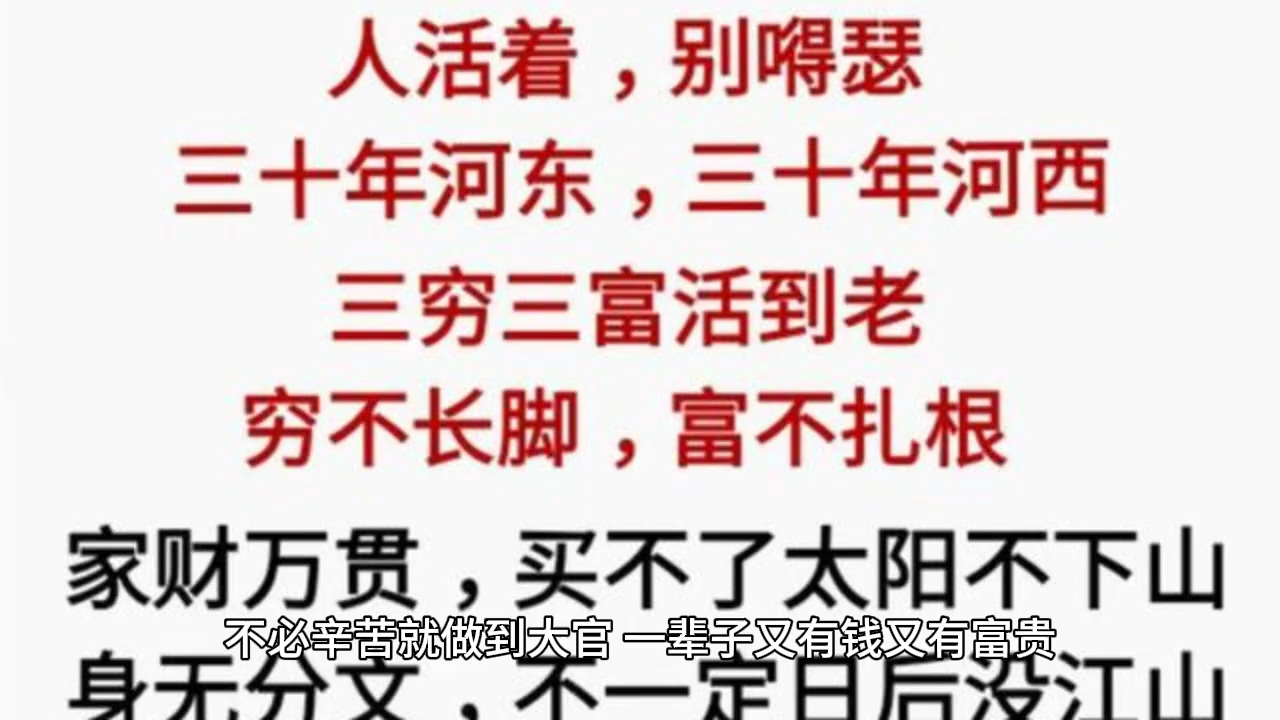 人活着，别嘚瑟
三十年河东，三十年河西
三穷三富活到老
穷不长脚，富不扎根
家财万贯，买不了太阳不下山
不必辛苦就做到大官 一辈子又有钱又有富贵
身无分文，不一定日后没江山